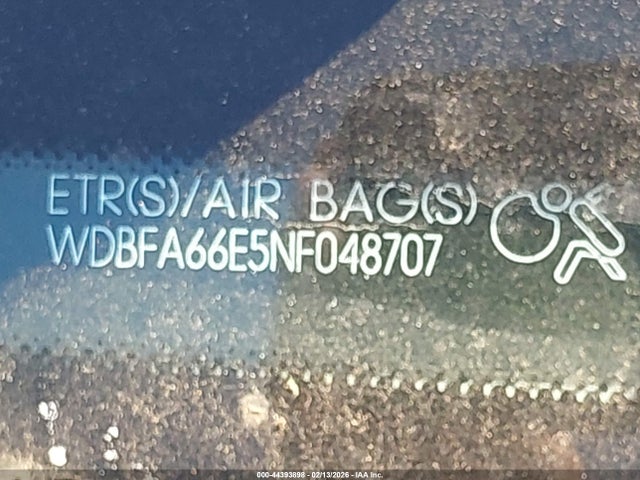 ETR(S)/AIR BAG(S)
WDBFA66E5NF048707
000-44393898 - 02/13/2026 - IAA Inc.